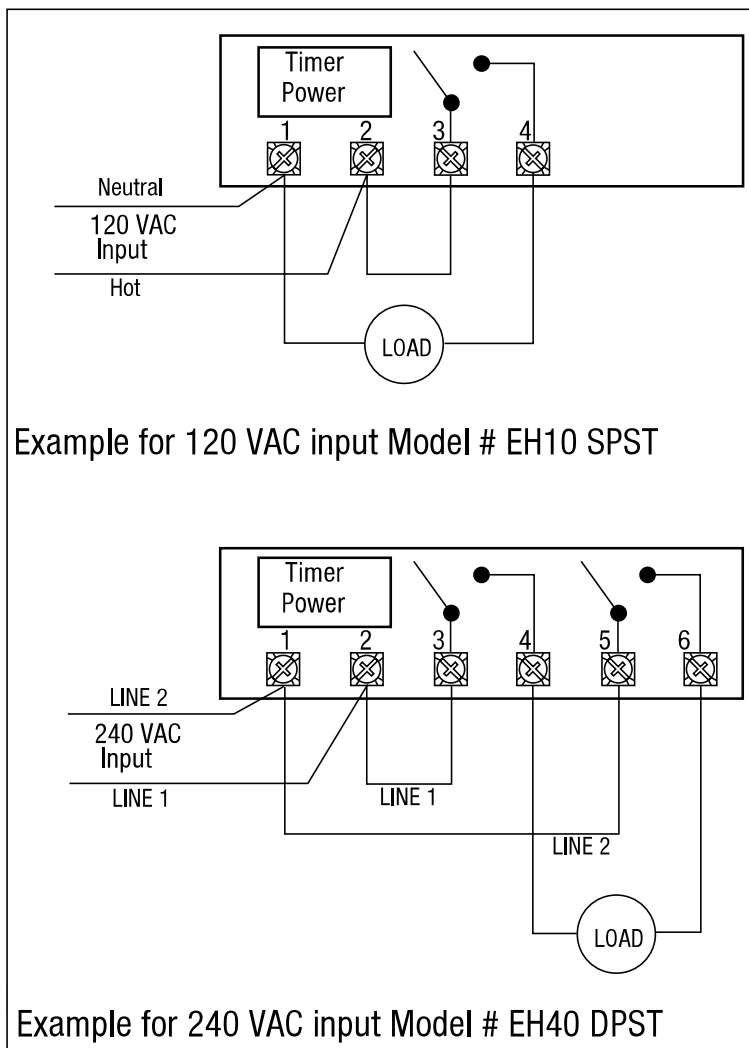 Timer
Power
1 2 3 4
Neutral
120 VAC
Input
Hot
LOAD
Example for 120 VAC input Model # EH10 SPST
Timer
Power
1 2 3 4 5 6
LINE 2
240 VAC
Input
LINE 1
LINE 1
LINE 2
LOAD
Example for 240 VAC input Model # EH40 DPST